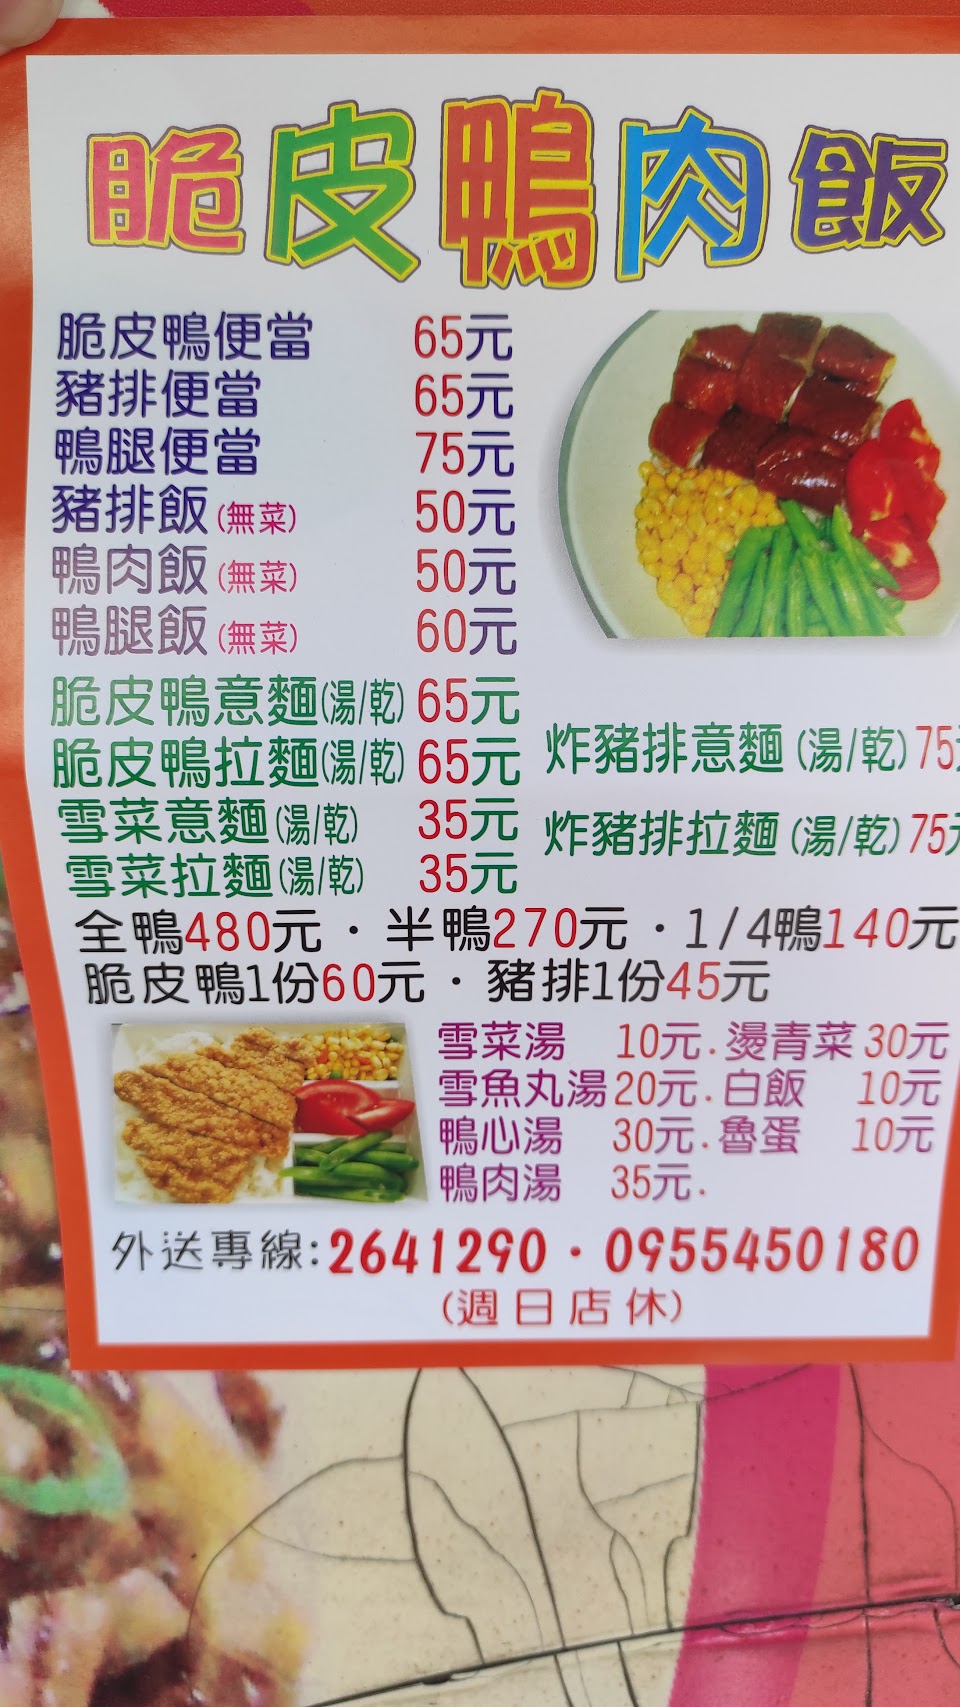 脆皮鴨肉飯
脆皮鴨便當 65元
豬排便當 65元
鴨腿便當 75元
豬排飯(無菜) 50元
鴨肉飯(無菜) 50元
鴨腿飯(無菜) 60元
脆皮鴨意麵(湯/乾) 65元
脆皮鴨拉麵(湯/乾) 65元
雪菜意麵(湯/乾) 35元
雪菜拉麵(湯/乾) 35元
炸豬排意麵(湯/乾) 75元
炸豬排拉麵(湯/乾) 75元
全鴨480元・半鴨270元・1/4鴨140元
脆皮鴨1份60元・豬排1份45元
雪菜湯 10元.燙青菜 30元
雪魚丸湯 20元.白飯 10元
鴨心湯 30元.魯蛋 10元
鴨肉湯 35元.
外送專線:2641290・0955450180
(週日店休)